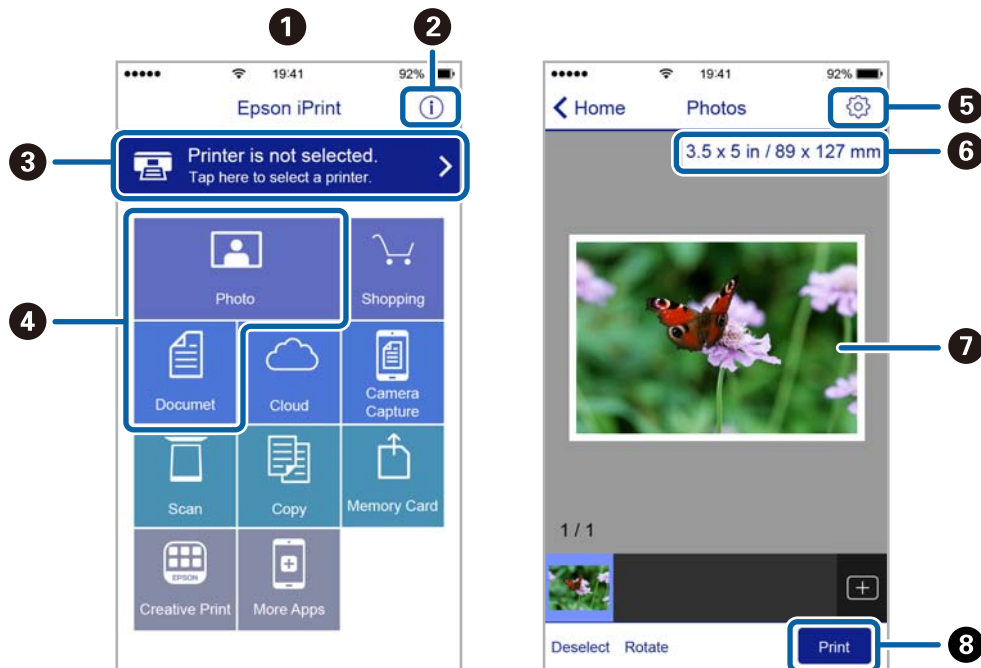 1
2
19:41
92%
Epson iPrint
3
Printer is not selected.
Tap here to select a printer.
4
Photo
Shopping
Documet
Cloud
Camera
Capture
Scan
Copy
Memory Card
EPSON
Creative Print
More Apps
19:41
92%
Home
Photos
5
3.5 x 5 in / 89 x 127 mm
6
7
1 / 1
Deselect
Rotate
Print
8